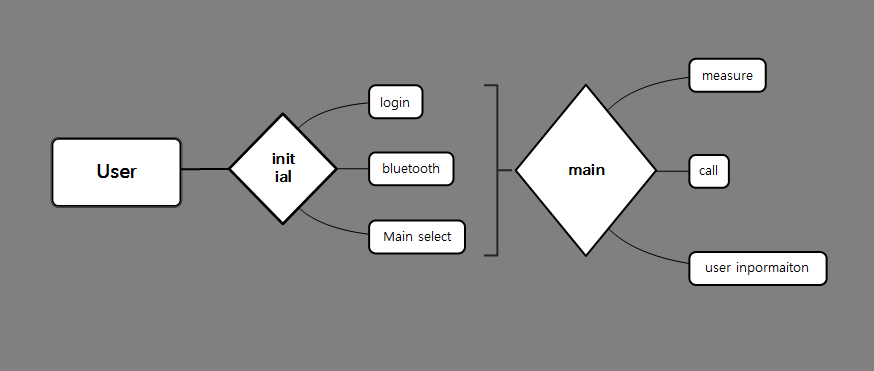 User
init
ial
login
bluetooth
Main select
main
measure
call
user inpormaiton